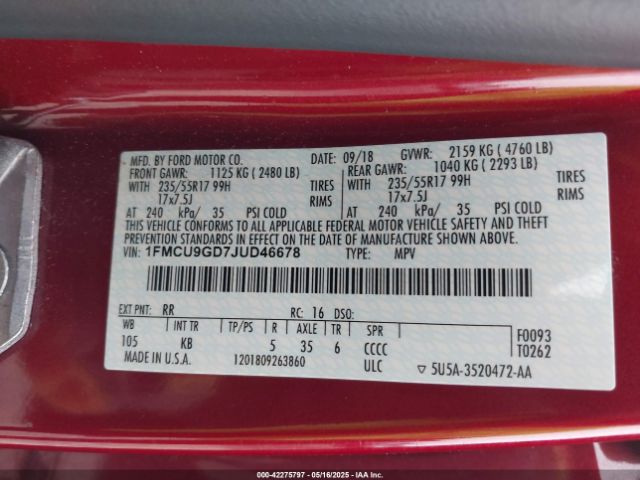 MFD. BY FORD MOTOR CO. DATE: 09/18 GVWR: 2159 KG ( 4760 LB)
FRONT GAWR: 1125 KG ( 2480 LB) REAR GAWR: 1040 KG ( 2293 LB)
WITH 235/55R17 99H TIRES WITH 235/55R17 99H TIRES
17x7.5J RIMS 17x7.5J RIMS
AT 240 kPa/ 35 PSI COLD AT 240 kPa/ 35 PSI COLD
THIS VEHICLE CONFORMS TO ALL APPLICABLE FEDERAL MOTOR VEHICLE SAFETY AND THEFT
PREVENTION STANDARDS IN EFFECT ON THE DATE OF MANUFACTURE SHOWN ABOVE.
VIN: 1FMCU9GD7JUD46678 TYPE: MPV
EXT PNT: RR RC: 16 DSO:
WB INT TR TP/PS R AXLE TR SPR F0093
105 KB 5 35 6 CCCC T0262
MADE IN U.S.A. 1201809263860 ULC ▽ 5U5A-3520472-AA
000-42275797 - 05/16/2025 - IAA Inc.